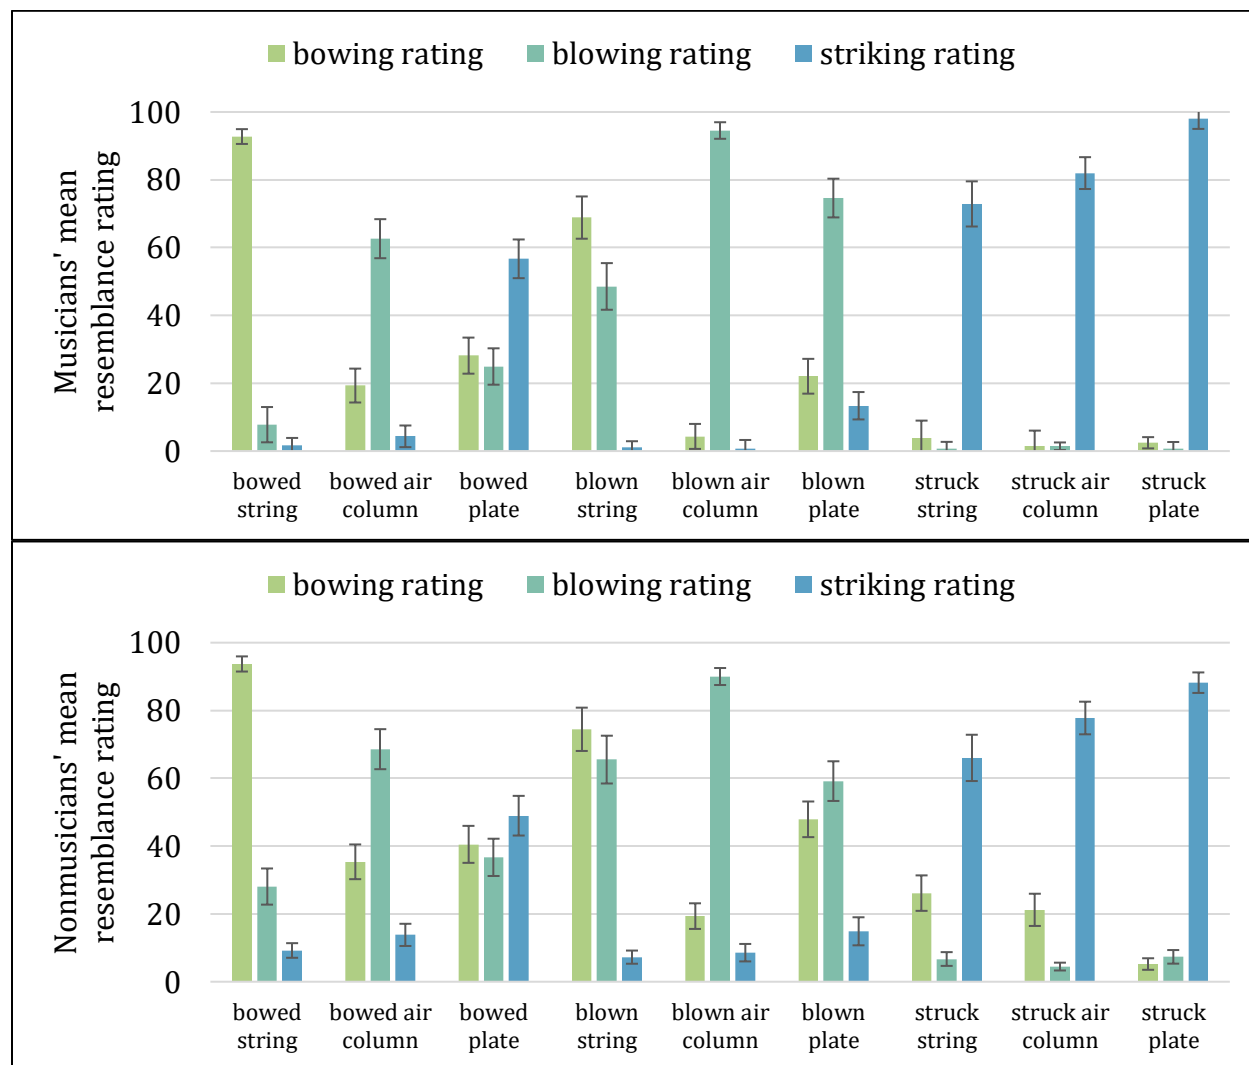 bowing rating blowing rating striking rating
Musicians' mean
resemblance rating
100
80
60
40
20
0
bowed string bowed air column bowed plate blown string blown air column blown plate struck string struck air column struck plate
bowing rating blowing rating striking rating
Nonmusicians' mean
resemblance rating
100
80
60
40
20
0
bowed string bowed air column bowed plate blown string blown air column blown plate struck string struck air column struck plate